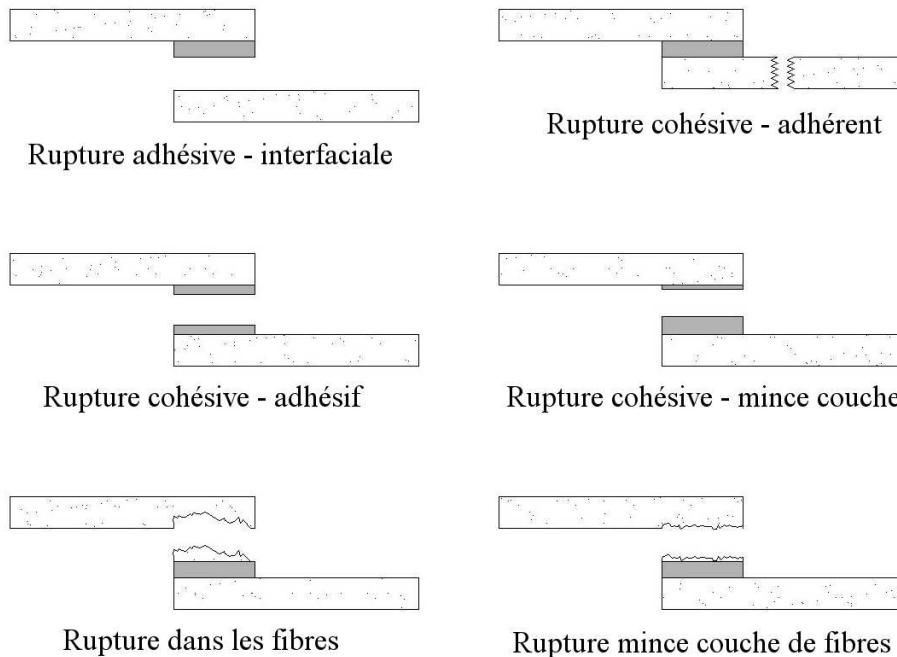 Rupture adhésive - interfaciale
Rupture cohésive - adhérent
Rupture cohésive - adhésif
Rupture cohésive - mince couche
Rupture dans les fibres
Rupture mince couche de fibres